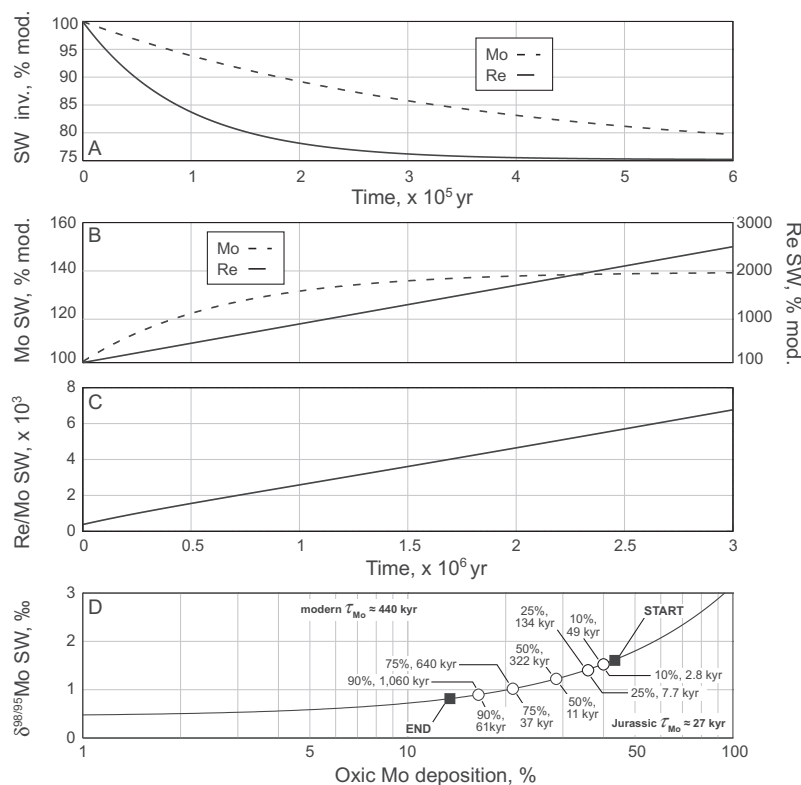 SW inv., % mod.
100
95
90
85
80
75
Mo
Re
A
0
1
2
3
4
5
6
Time, x 10⁵ yr
Mo SW, % mod.
160
140
120
100
B
Mo
Re
3000
2000
1000
100
Re SW, % mod.
Re/Mo SW, x 10³
8
6
4
2
0
C
0
0.5
1
1.5
2
2.5
3
Time, x 10⁶ yr
δ⁹⁸/⁹⁵Mo SW, ‰
3
2
1
0
D
modern τMo ≈ 440 kyr
25%,
134 kyr
10%,
49 kyr
START
50%,
322 kyr
75%, 640 kyr
90%, 1,060 kyr
10%, 2.8 kyr
25%, 7.7 kyr
50%,
11 kyr
75%,
37 kyr
90%,
61kyr
END
Jurassic τMo ≈ 27 kyr
1
5
10
50
100
Oxic Mo deposition, %